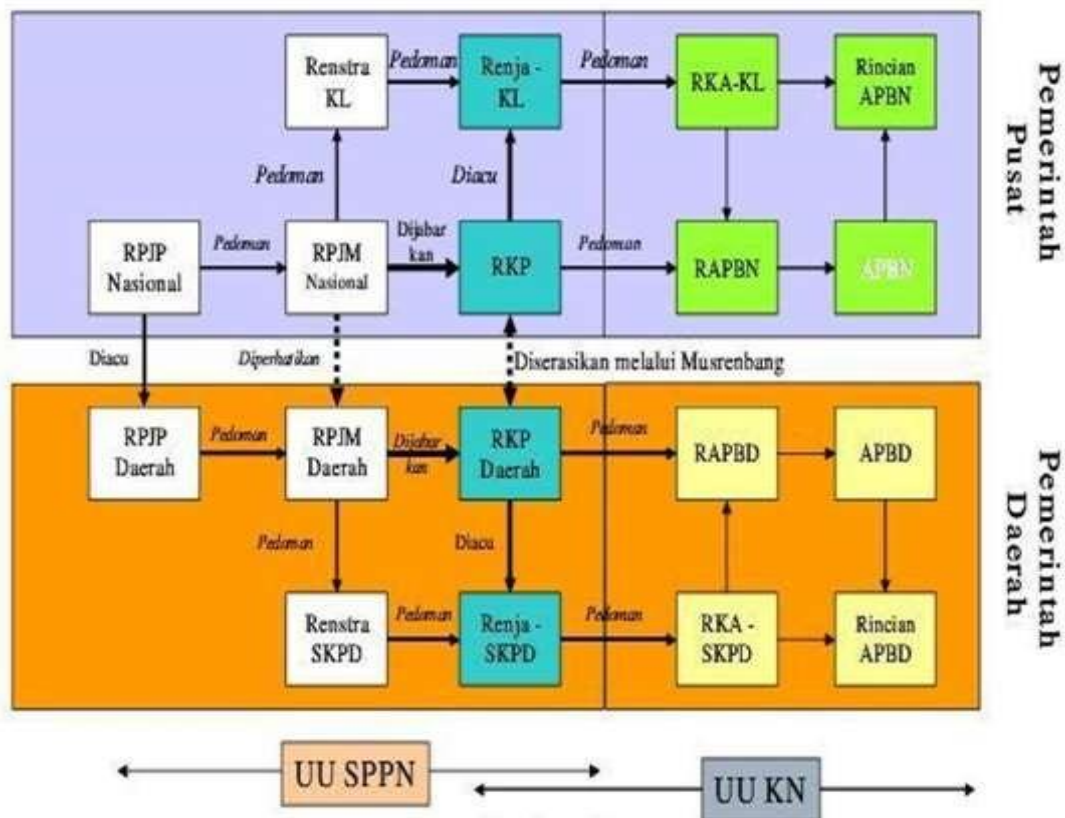 Pedoman
Pedoman
Renstra
KL
Renja -
KL
RKA-KL
Rincian
APBN
Pedoman
Diacu
Pemerintah
Pusat
RPJP
Nasional
Pedoman
RPJM
Nasional
Dijabar
kan
RKP
Pedoman
RAPBN
APBN
Diacu
Diperhatikan
Diserasikan melalui Musrenbang
RPJP
Daerah
Pedoman
RPJM
Daerah
Dijabar
kan
RKP
Daerah
Pedoman
RAPBD
APBD
Pemerintah
Daerah
Pedoman
Diacu
Renstra
SKPD
Pedoman
Renja -
SKPD
Pedoman
RKA -
SKPD
Rincian
APBD
UU SPPN
UU KN